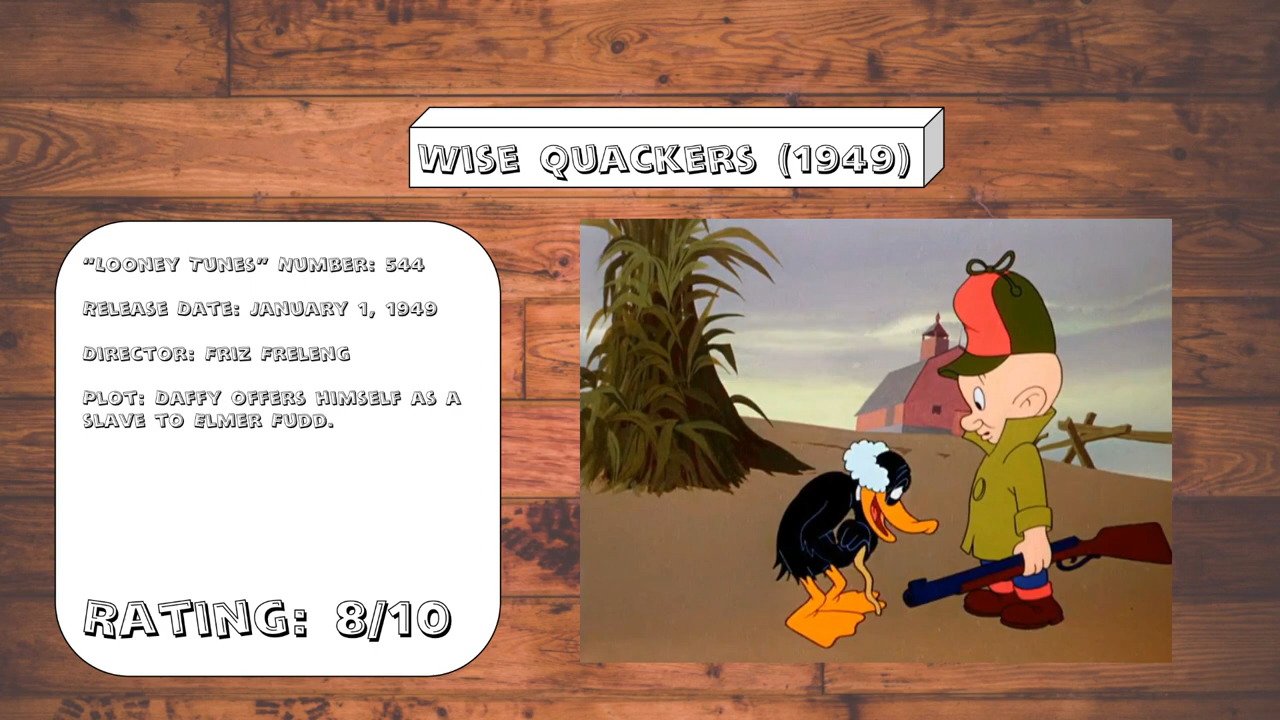 WISE QUACKERS (1949)
"LOONEY TUNES" NUMBER: 544
RELEASE DATE: JANUARY 1, 1949
DIRECTOR: FRIZ FRELENG
PLOT: DAFFY OFFERS HIMSELF AS A
SLAVE TO ELMER FUDD.
RATING: 8/10